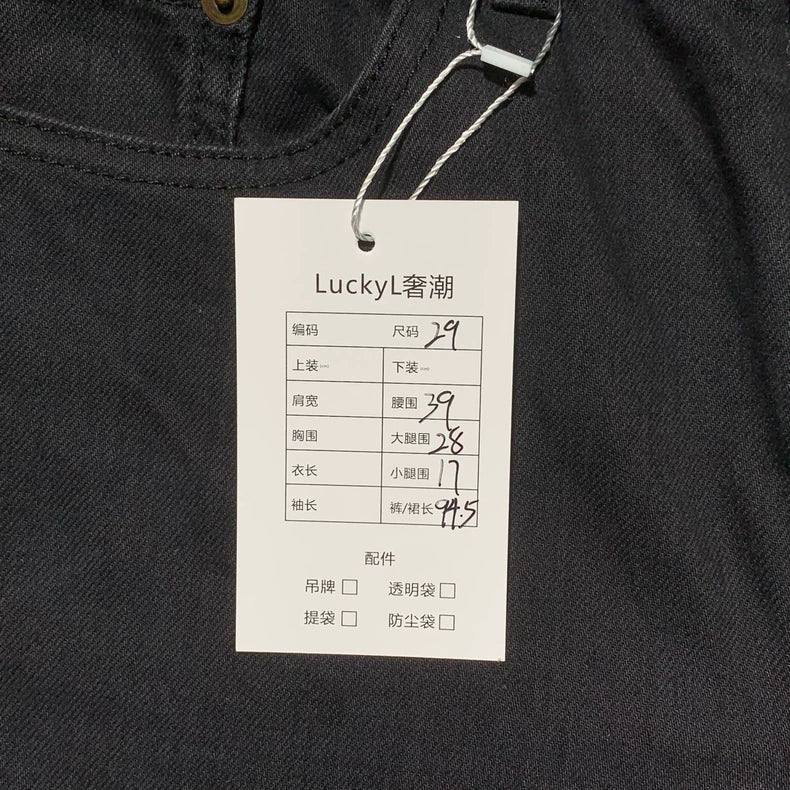 LuckyL奢潮
编码 尺码 29
上装(cm) 下装(cm)
肩宽 腰围 39
胸围 大腿围 28
衣长 小腿围 17
袖长 裤/裙长 94.5
配件
吊牌 □ 透明袋 □
提袋 □ 防尘袋 □